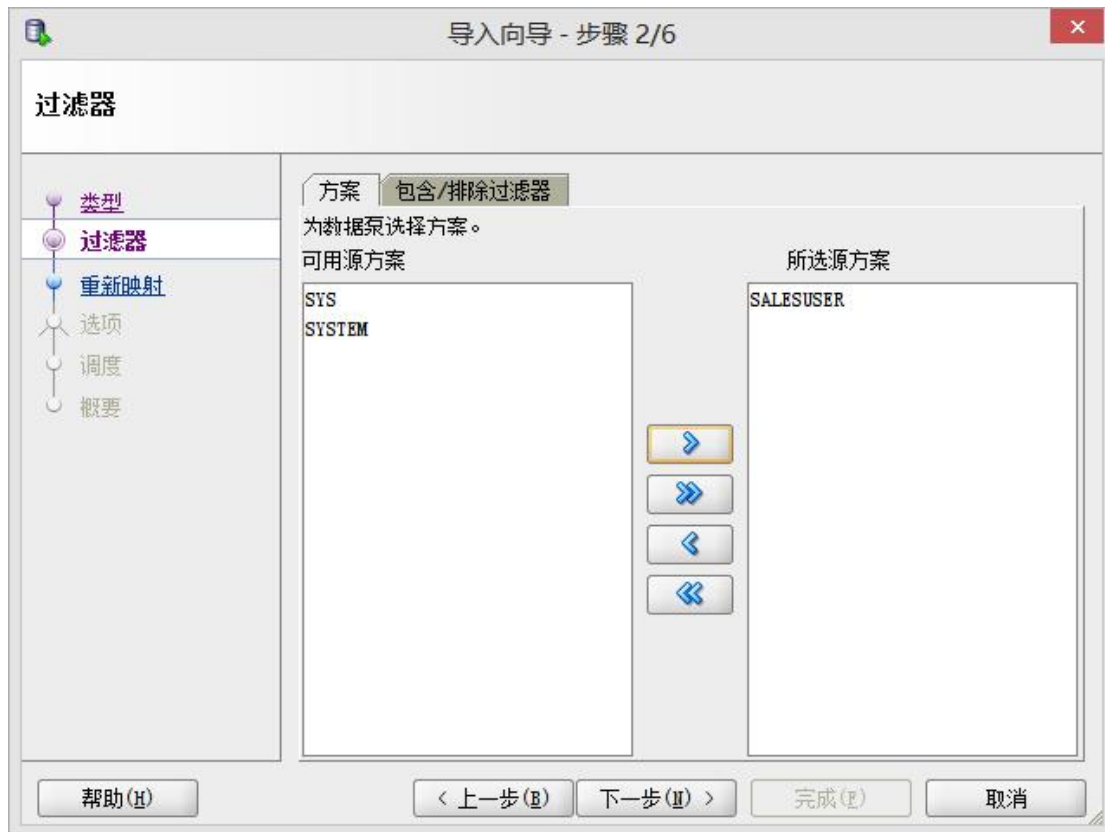 导入向导 - 步骤 2/6
过滤器
类型
过滤器
重新映射
选项
调度
概要
方案 包含/排除过滤器
为数据泵选择方案。
可用源方案 所选源方案
SYS SALESUSER
SYSTEM
帮助(H) < 上一步(B) 下一步(N) > 完成(F) 取消